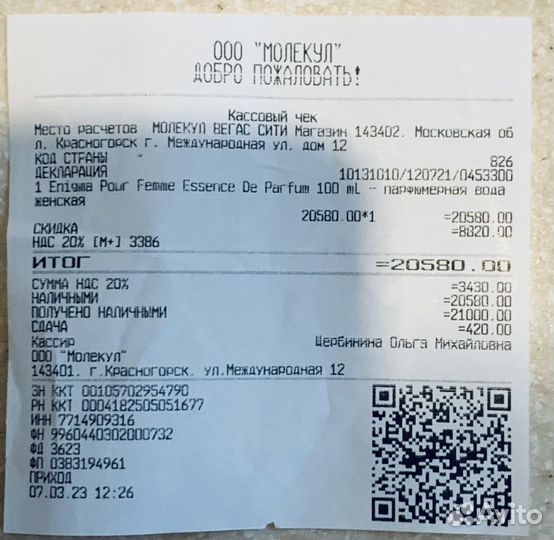 ООО "МОЛЕКУЛ"
ДОБРО ПОЖАЛОВАТЬ!
Кассовый чек
Место расчетов МОЛЕКУЛ ВЕГАС СИТИ Магазин 143402. Московская об
л. Красногорск г. Международная ул. дом 12
КОД СТРАНЫ 826
ДЕКЛАРАЦИЯ 10131010/120721/0453300
1 Enigma Pour Femme Essence De Parfum 100 mL - парфюмерная вода
женская
20580.00*1 =20580.00
СКИДКА =8820.00
НДС 20% [М+] 3386
ИТОГ =20580.00
СУММА НДС 20% =3430.00
НАЛИЧНЫМИ =20580.00
ПОЛУЧЕНО НАЛИЧНЫМИ =21000.00
СДАЧА =420.00
Кассир Щербинина Ольга Михайловна
ООО "Молекул"
143401. г.Красногорск. ул.Международная 12
ЗН ККТ 00105702954790
РН ККТ 0004182505051677
ИНН 7714909316
ФН 9960440302000732
ФД 3623
ФП 0383194961
ПРИХОД
07.03.23 12:26
Avito